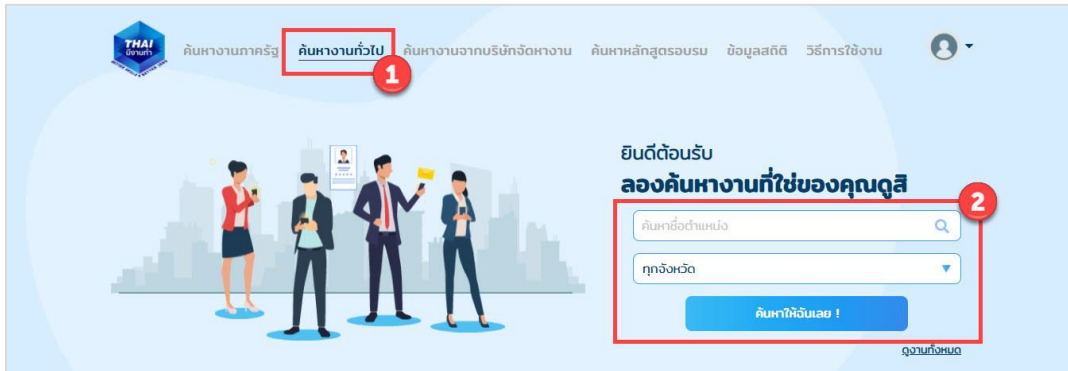 THAI
มีงานทำ
ค้นหางานภาครัฐ
ค้นหางานทั่วไป
ค้นหางานจากบริษัทจัดหางาน
ค้นหาหลักสูตรอบรม
ข้อมูลสถิติ
วิธีการใช้งาน
1
ยินดีต้อนรับ
ลองค้นหางานที่ใช่ของคุณดูสิ
2
ค้นหาชื่อตำแหน่ง
ทุกจังหวัด
ค้นหาให้ฉันเลย !
ดูงานทั้งหมด